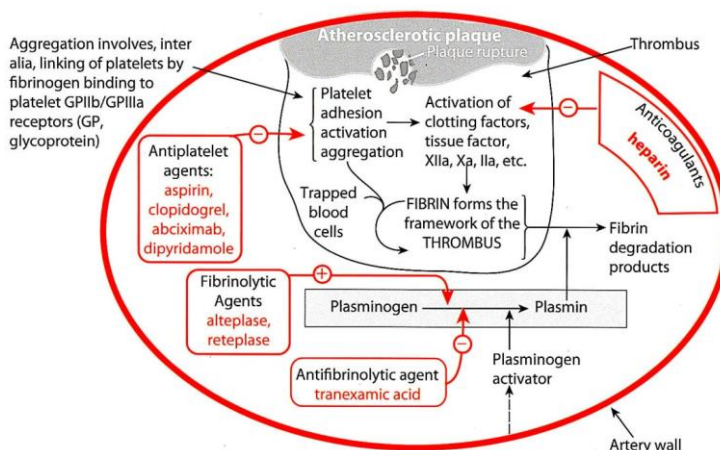 Atherosclerotic plaque
Plaque rupture
Aggregation involves, inter
alia, linking of platelets by
fibrinogen binding to
platelet GPIIb/GPIIIa
receptors (GP,
glycoprotein)
Thrombus
Platelet
adhesion
activation
aggregation
Activation of
clotting factors,
tissue factor,
XIIa, Xa, IIa, etc.
Anticoagulants
heparin
Antiplatelet
agents:
aspirin,
clopidogrel,
abciximab,
dipyridamole
Trapped
blood
cells
FIBRIN forms the
framework of the
THROMBUS
Fibrin
degradation
products
Fibrinolytic
Agents
alteplase,
reteplase
Plasminogen
Plasmin
Antifibrinolytic agent
tranexamic acid
Plasminogen
activator
Artery wall